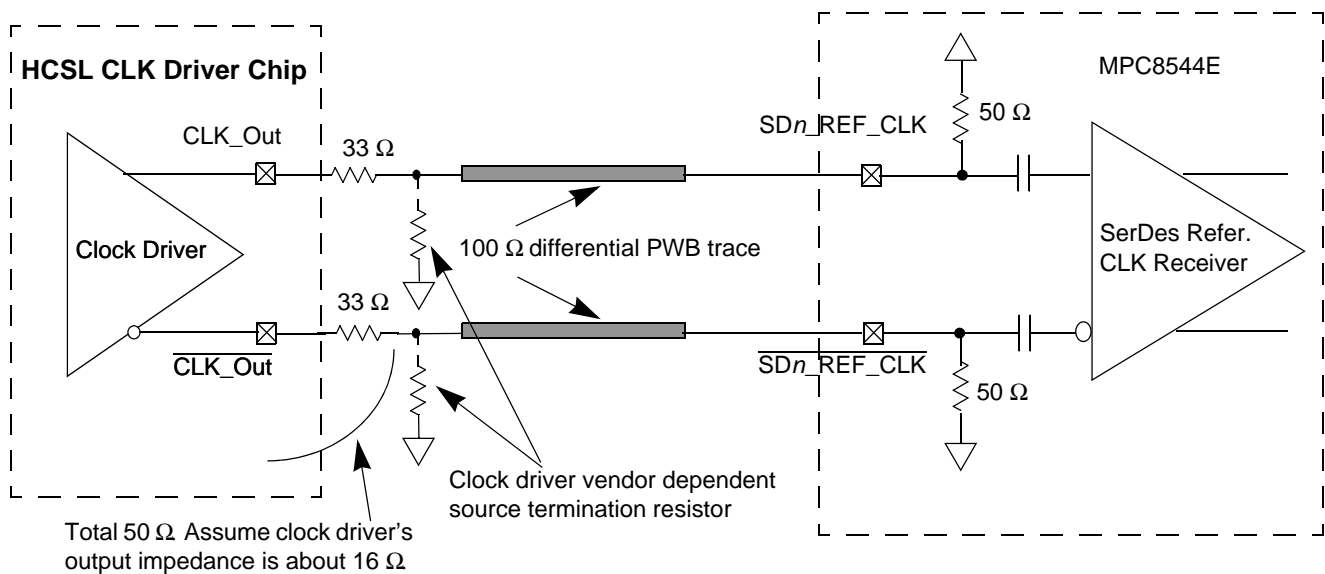 HCSL CLK Driver Chip
MPC8544E
50 Ω
CLK_Out
SDn_REF_CLK
33 Ω
Clock Driver
100 Ω differential PWB trace
SerDes Refer.
CLK Receiver
33 Ω
CLK_Out
SDn_REF_CLK
50 Ω
Clock driver vendor dependent
source termination resistor
Total 50 Ω Assume clock driver's
output impedance is about 16 Ω